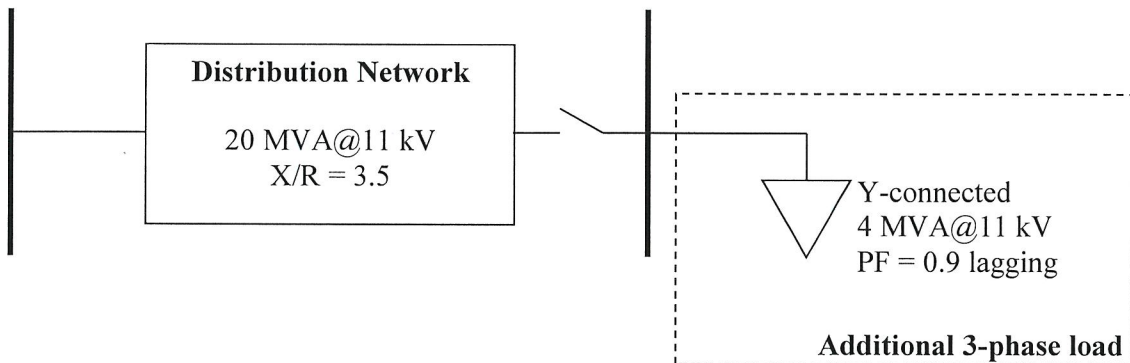 Distribution Network
20 MVA@11 kV
X/R = 3.5
Y-connected
4 MVA@11 kV
PF = 0.9 lagging
Additional 3-phase load